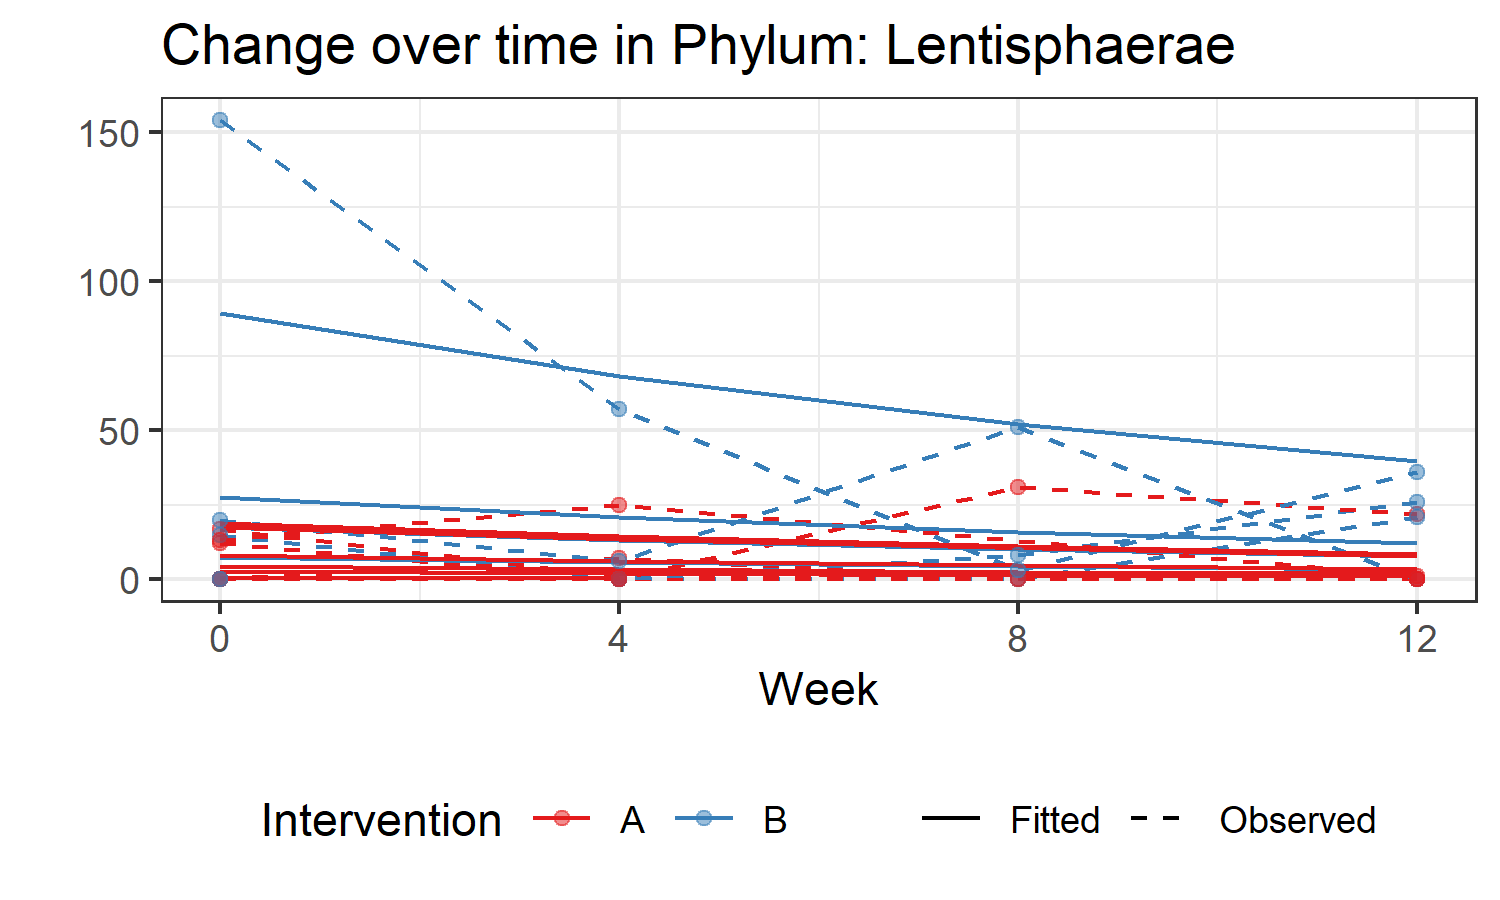 Change over time in Phylum: Lentisphaerae
150
100
50
0
0 4 8 12
Week
Intervention A B Fitted Observed